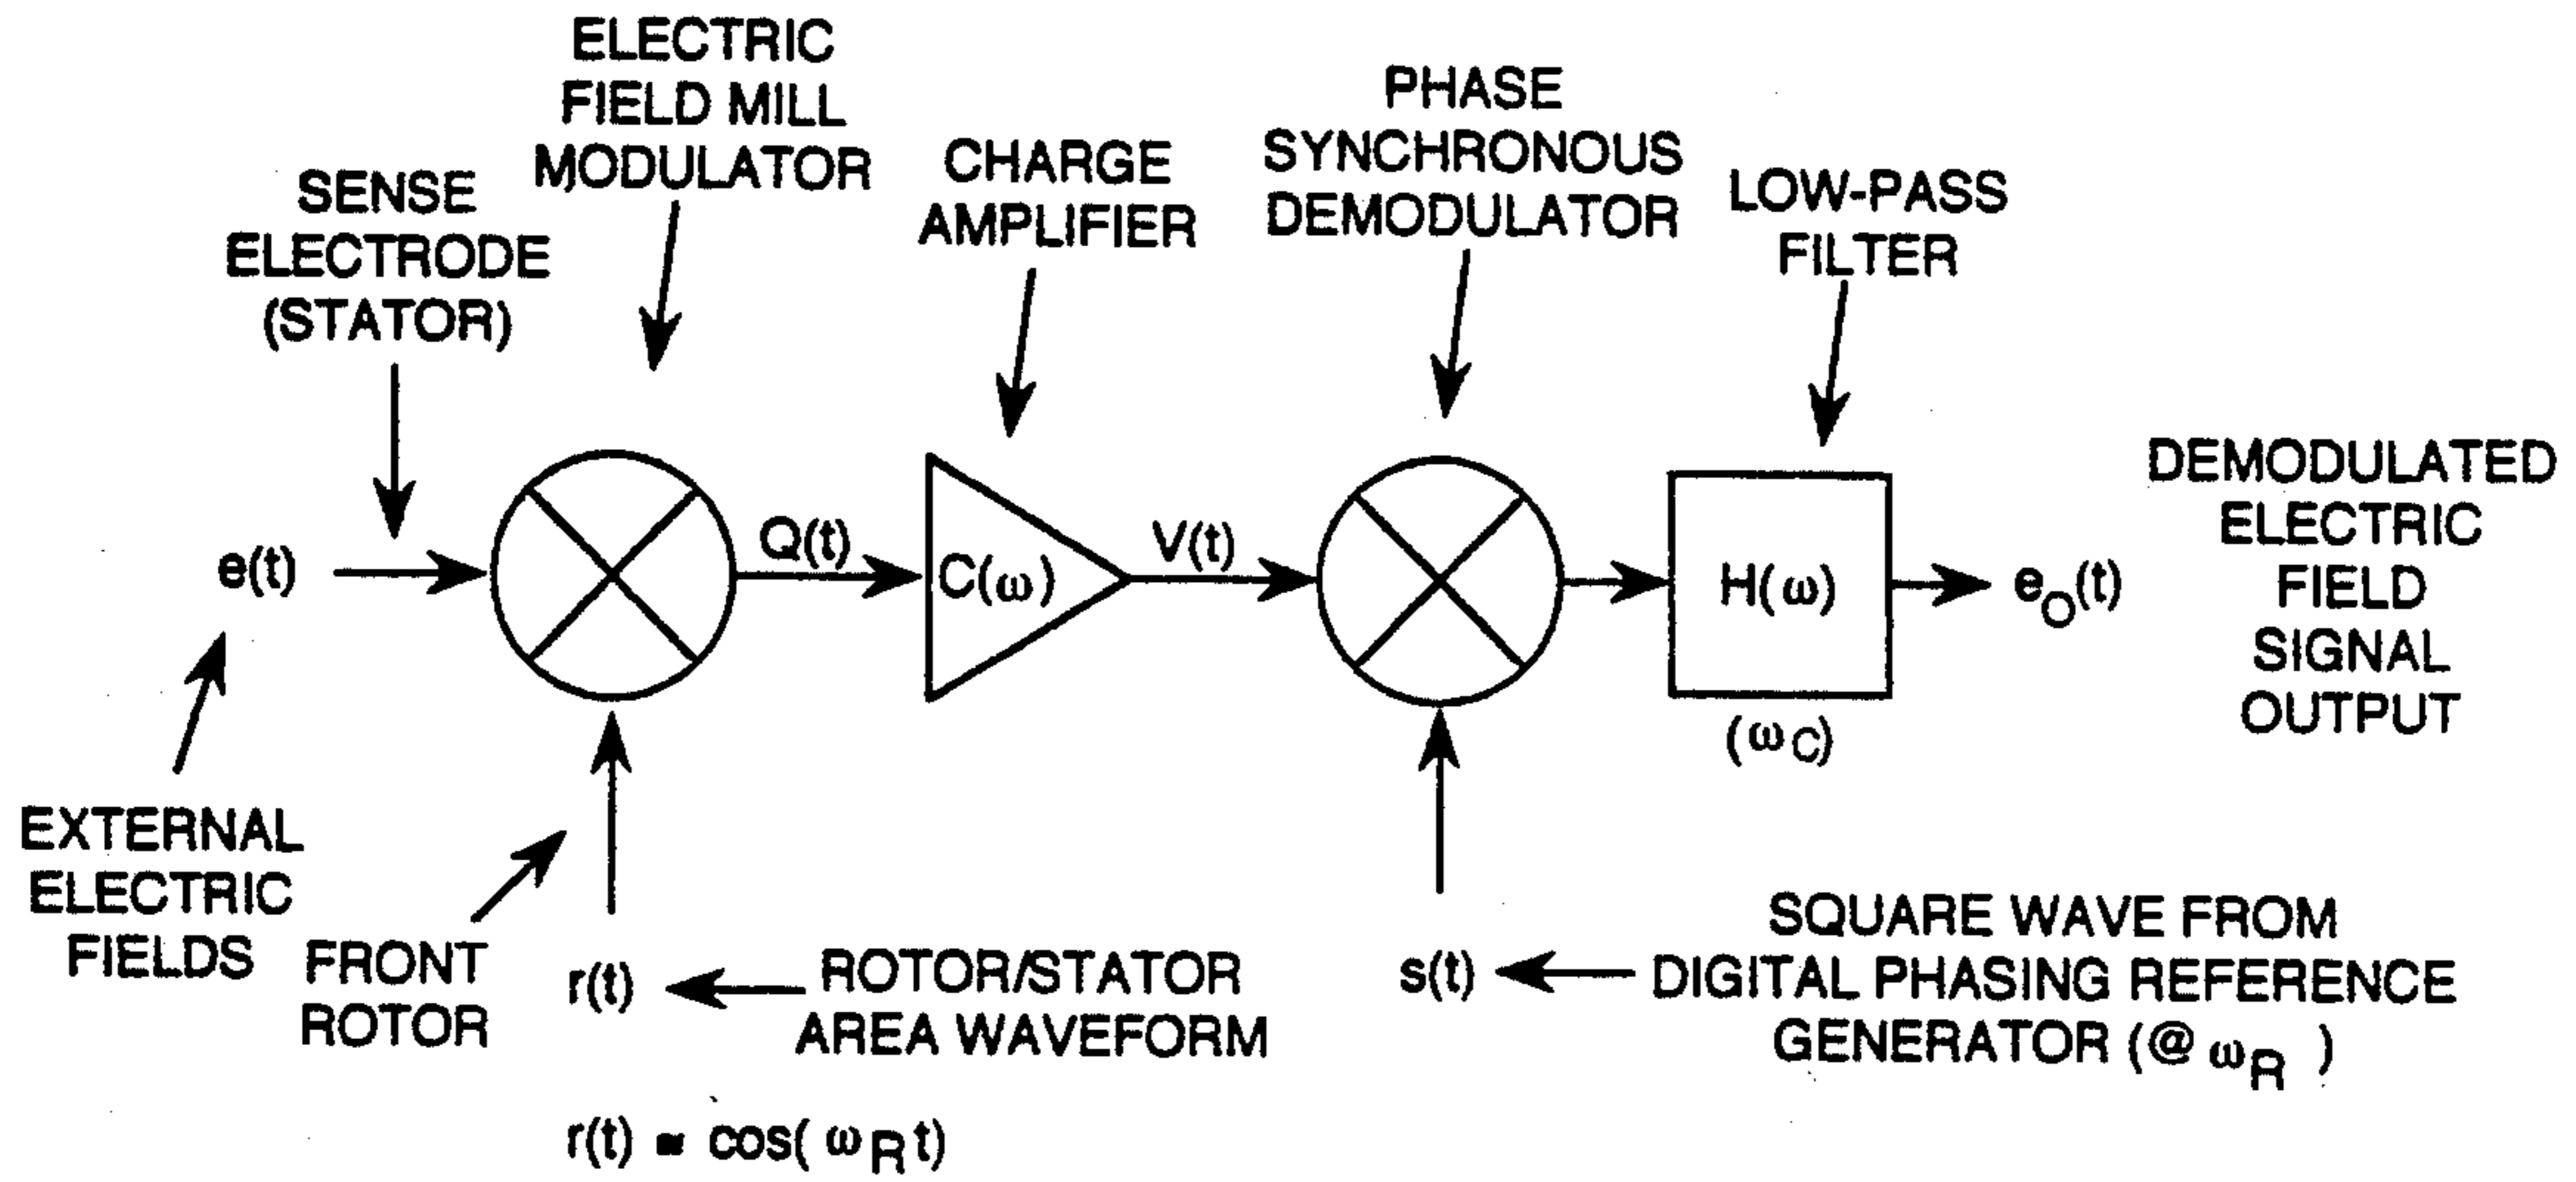 ELECTRIC
FIELD MILL
MODULATOR
SENSE
ELECTRODE
(STATOR)
CHARGE
AMPLIFIER
PHASE
SYNCHRONOUS
DEMODULATOR
LOW-PASS
FILTER
e(t)
Q(t)
C(ω)
V(t)
H(ω)
(ωC)
eO(t)
DEMODULATED
ELECTRIC
FIELD
SIGNAL
OUTPUT
EXTERNAL
ELECTRIC
FIELDS
FRONT
ROTOR
r(t)
ROTOR/STATOR
AREA WAVEFORM
r(t) ≈ cos( ωR t)
s(t)
SQUARE WAVE FROM
DIGITAL PHASING REFERENCE
GENERATOR (@ ωR )